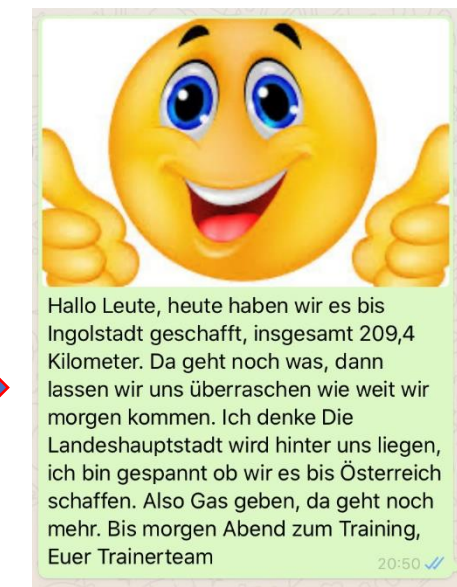 Hallo Leute, heute haben wir es bis
Ingolstadt geschafft, insgesamt 209,4
Kilometer. Da geht noch was, dann
lassen wir uns überraschen wie weit wir
morgen kommen. Ich denke Die
Landeshauptstadt wird hinter uns liegen,
ich bin gespannt ob wir es bis Österreich
schaffen. Also Gas geben, da geht noch
mehr. Bis morgen Abend zum Training,
Euer Trainerteam
20:50